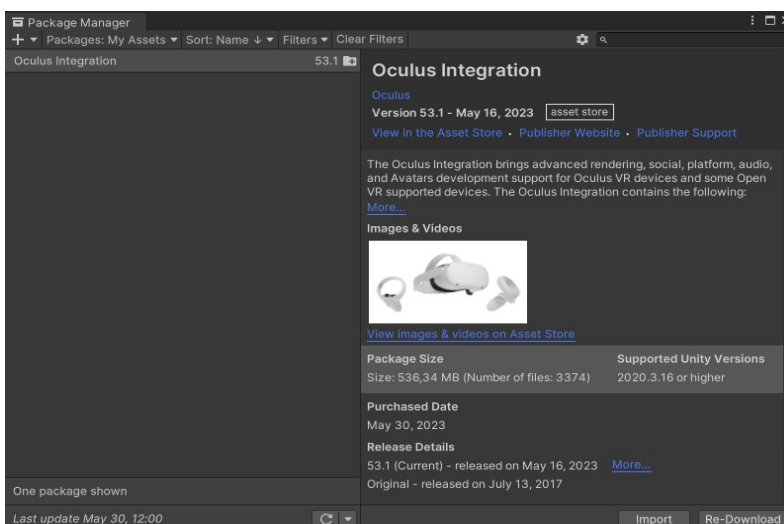 Package Manager
+ Packages: My Assets Sort: Name ↓ Filters Clear Filters
Oculus Integration 53.1
Oculus Integration
Oculus
Version 53.1 - May 16, 2023 asset store
View in the Asset Store • Publisher Website • Publisher Support
The Oculus Integration brings advanced rendering, social, platform, audio,
and Avatars development support for Oculus VR devices and some Open
VR supported devices. The Oculus Integration contains the following:
More...
Images & Videos
View images & videos on Asset Store
Package Size Supported Unity Versions
Size: 536,34 MB (Number of files: 3374) 2020.3.16 or higher
Purchased Date
May 30, 2023
Release Details
53.1 (Current) - released on May 16, 2023 More...
Original - released on July 13, 2017
One package shown
Last update May 30, 12:00
Import Re-Download